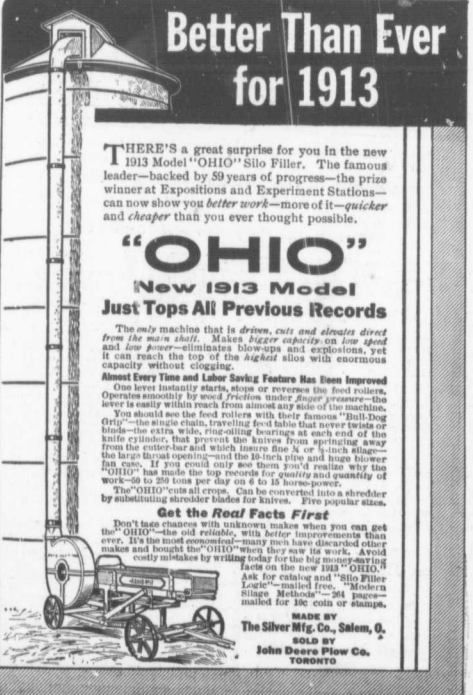 Better Than Ever
for 1913
THERE'S a great surprise for you in the new
1913 Model "OHIO" Silo Filler. The famous
leader—backed by 59 years of progress—the prize
winner at Expositions and Experiment Stations—
can now show you better work—more of it—quicker
and cheaper than you ever thought possible.
"OHIO"
New 1913 Model
Just Tops All Previous Records
The only machine that is driven, cuts and elevates direct
from the main shaft. Makes bigger capacity on low speed
and low power—eliminates blow-ups and explosions, yet
it can reach the top of the highest silos with enormous
capacity without clogging.
Almost Every Time and Labor Saving Feature Has Been Improved
One lever instantly starts, stops or reverses the feed rollers.
Operates smoothly by wood friction under finger pressure—the
lever is easily within reach from almost any side of the machine.
You should see the feed rollers with their famous "Bull-Dog
Grip"—the single chain, traveling feed table that never twists or
binds—the extra wide, ring-oiling bearings at each end of the
knife cylinder, that prevent the knives from springing away
from the cutter-bar and which insure fine silage—
the large throat opening—and the 10-inch pipe and huge blower
fan case. If you could only see them you'd realize why the
"OHIO" has made the top records for quality and quantity of
work—50 to 250 tons per day on 6 to 15 horse-power.
The "OHIO" cuts all crops. Can be converted into a shredder
by substituting shredder blades for knives. Five popular sizes.
Get the Real Facts First
Don't take chances with unknown makes when you can get
the "OHIO"—the old reliable, with better improvements than
ever. It's the most economical—many men have discarded other
makes and bought the "OHIO" when they saw its work. Avoid
costly mistakes by writing today for the big money-saving
facts on the new 1913 "OHIO."
Ask for catalog and "Silo Filler
Logic"—mailed free. "Modern
Silage Methods"—264 pages—
mailed for 10c coin or stamps.
MADE BY
The Silver Mfg. Co., Salem, O.
SOLD BY
John Deere Plow Co.
TORONTO